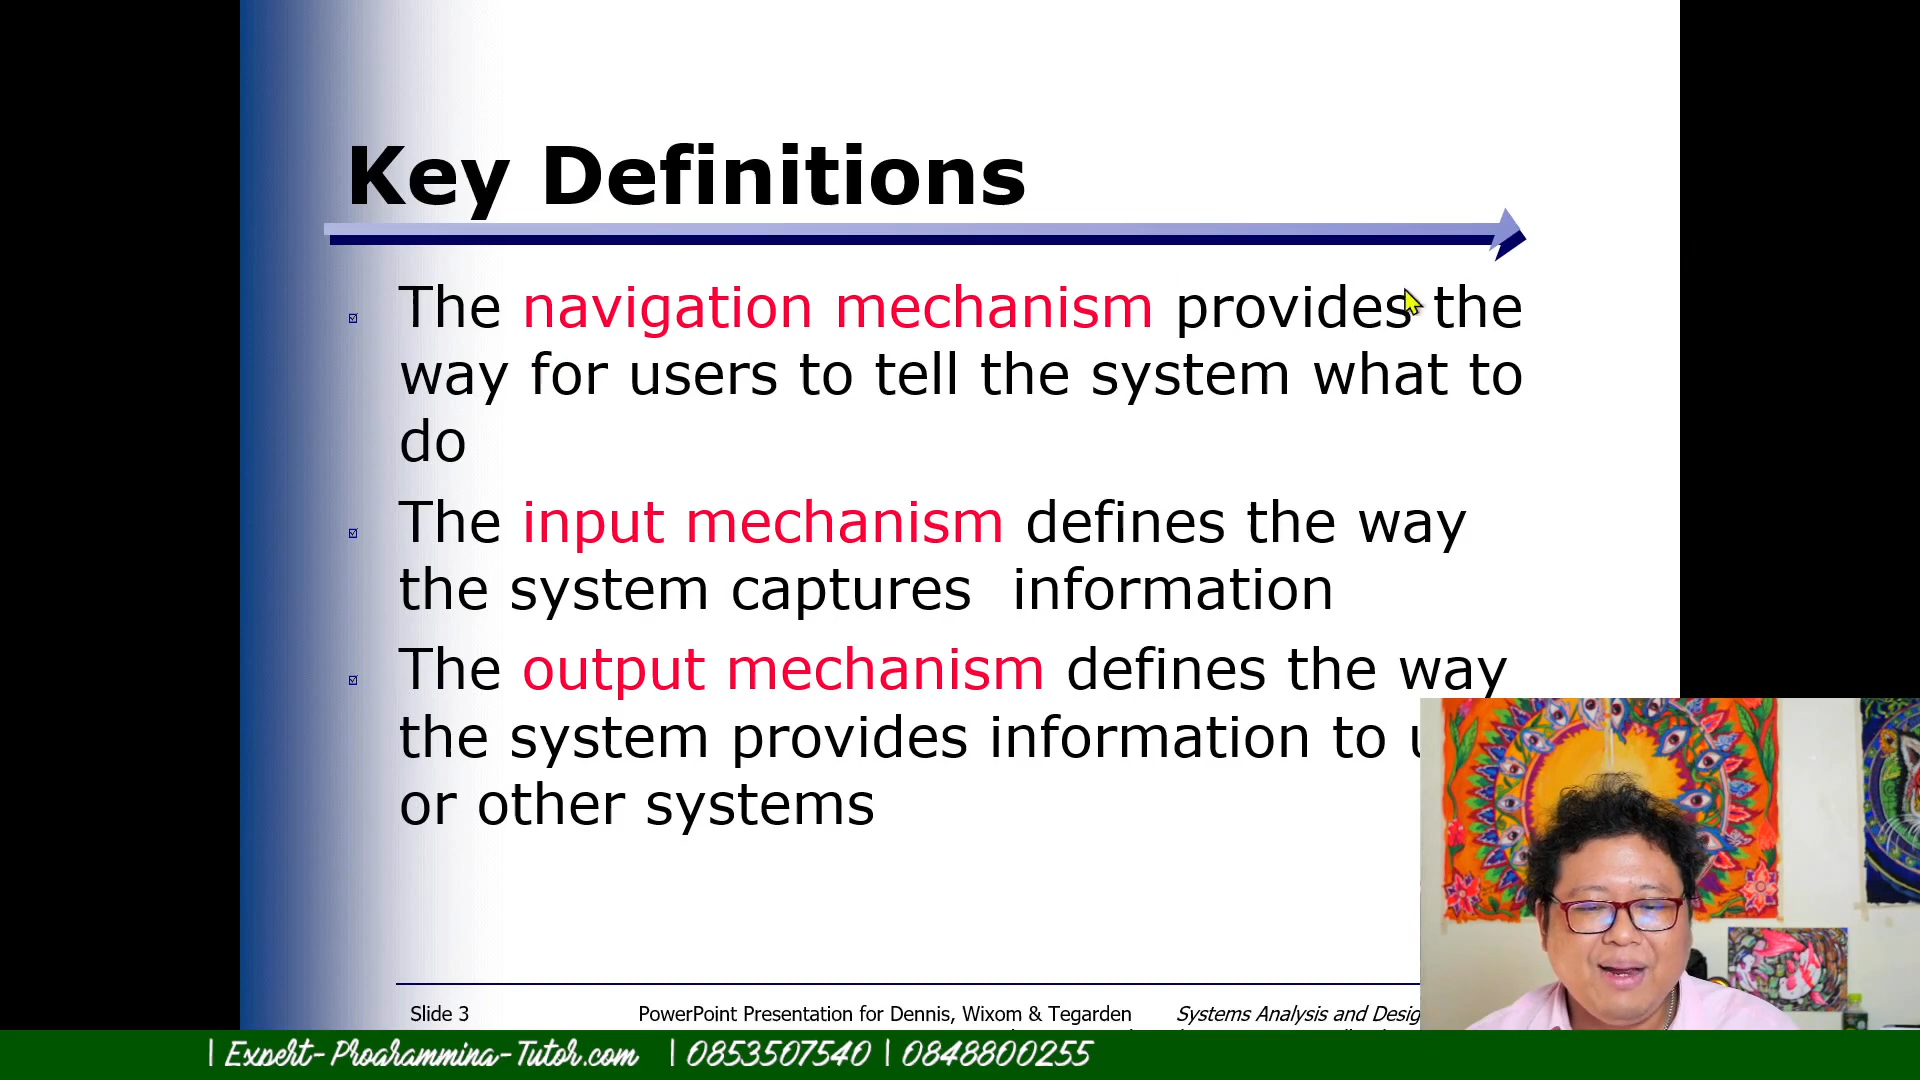 Key Definitions
The navigation mechanism provides the
way for users to tell the system what to
do
The input mechanism defines the way
the system captures information
The output mechanism defines the way
the system provides information to
or other systems
Slide 3
PowerPoint Presentation for Dennis, Wixom & Tegarden
Systems Analysis and
| Expert-Programming-Tutor.com | 0853507540 | 0848800255